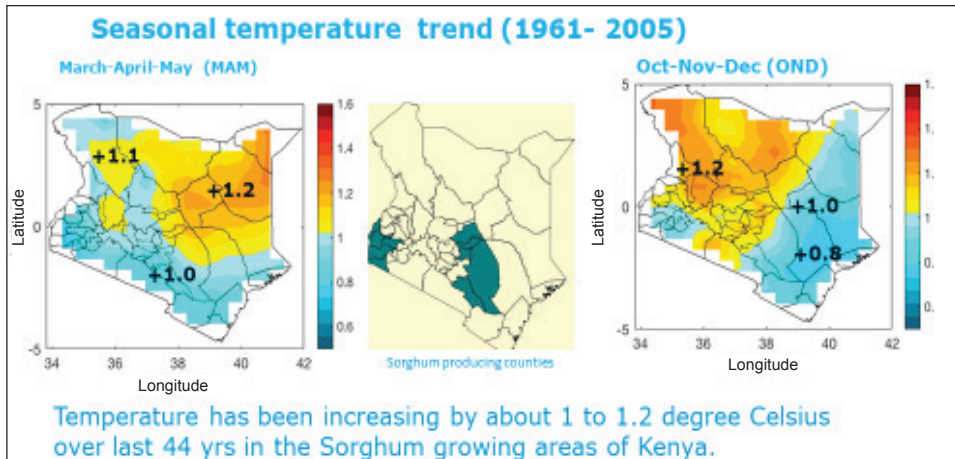 Seasonal temperature trend (1961- 2005)
March-April-May (MAM)
Oct-Nov-Dec (OND)
5
0
-5
Latitude
+1.1
+1.2
+1.0
34 36 38 40 42
Longitude
1.6
1.4
1.2
1
0.8
0.6
Sorghum producing counties
5
0
-5
Latitude
+1.2
+1.0
+0.8
34 36 38 40 42
Longitude
Temperature has been increasing by about 1 to 1.2 degree Celsius
over last 44 yrs in the Sorghum growing areas of Kenya.